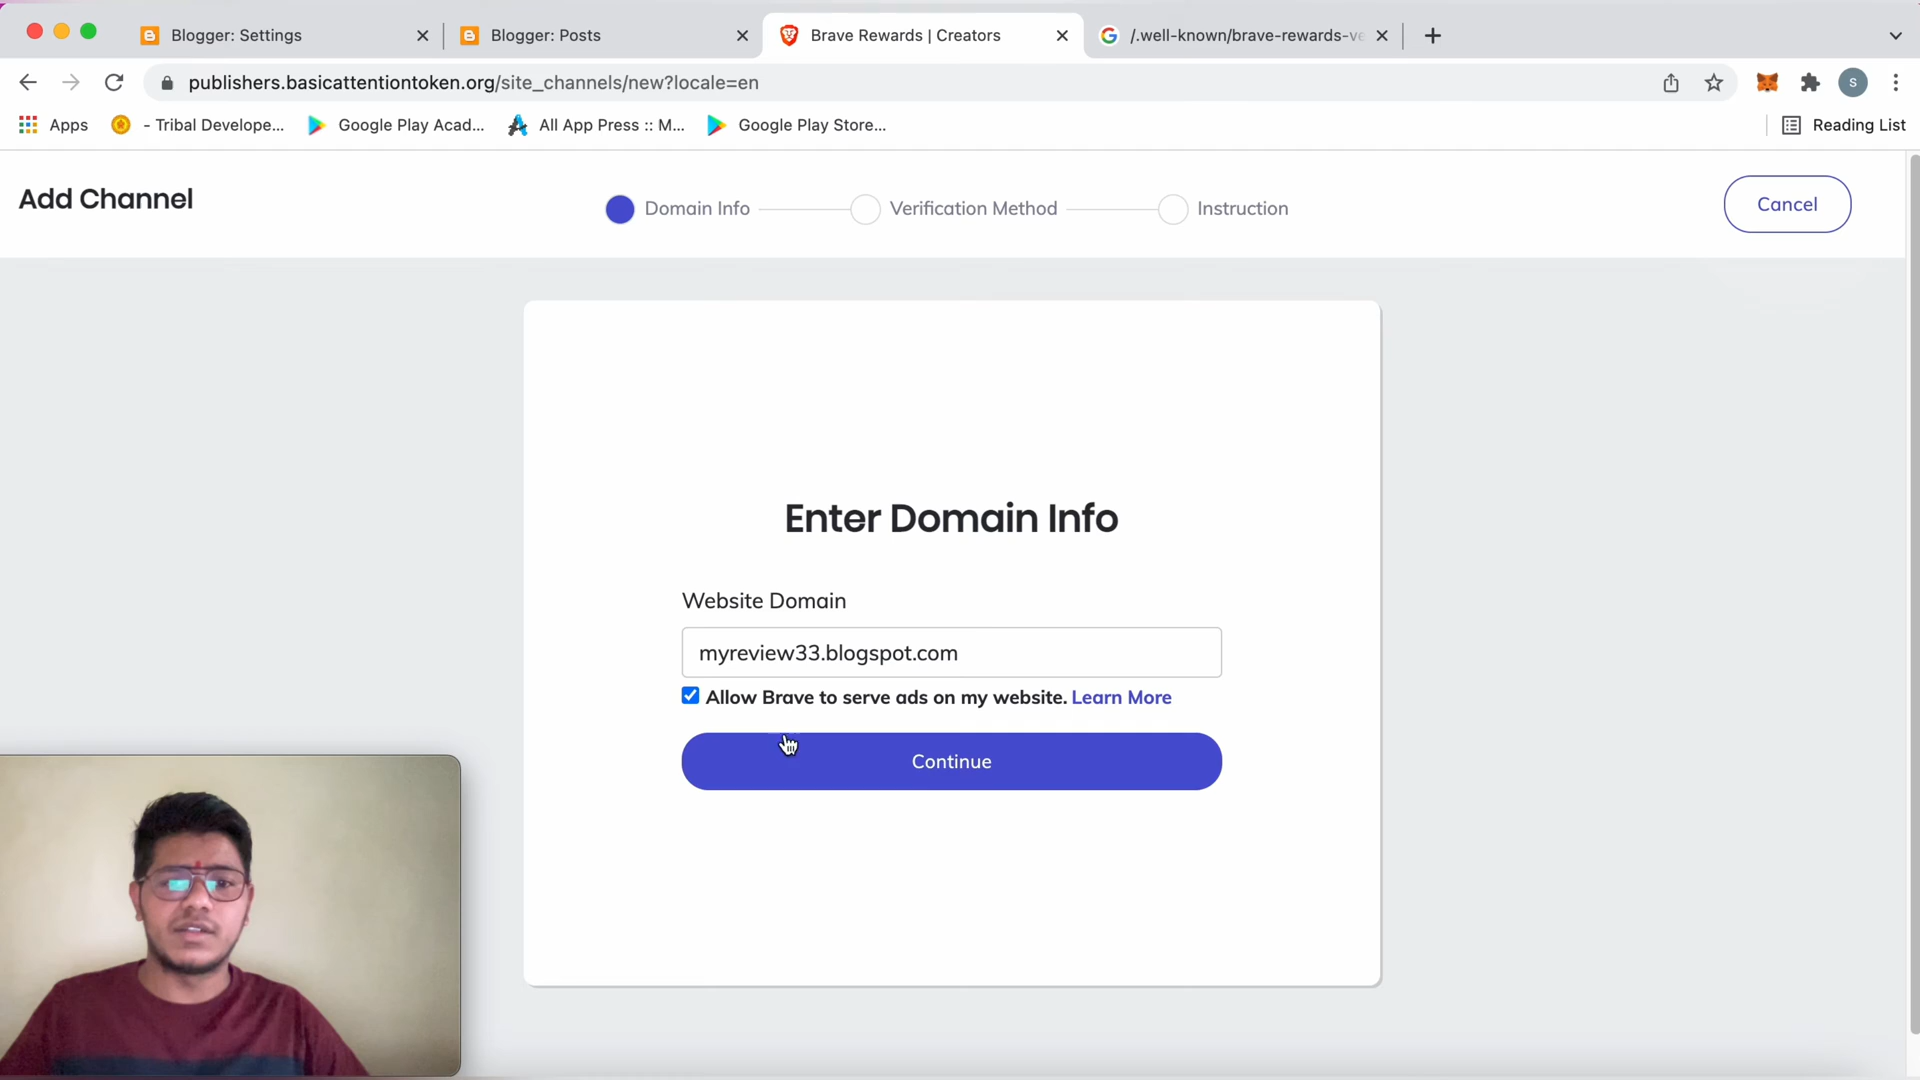 Blogger: Settings
Blogger: Posts
Brave Rewards | Creators
/.well-known/brave-rewards-ve
publishers.basicattentiontoken.org/site_channels/new?locale=en
S
Apps
- Tribal Develope...
Google Play Acad...
All App Press :: M...
Google Play Store...
Reading List
Add Channel
Domain Info
Verification Method
Instruction
Cancel
Enter Domain Info
Website Domain
myreview33.blogspot.com
Allow Brave to serve ads on my website. Learn More
Continue